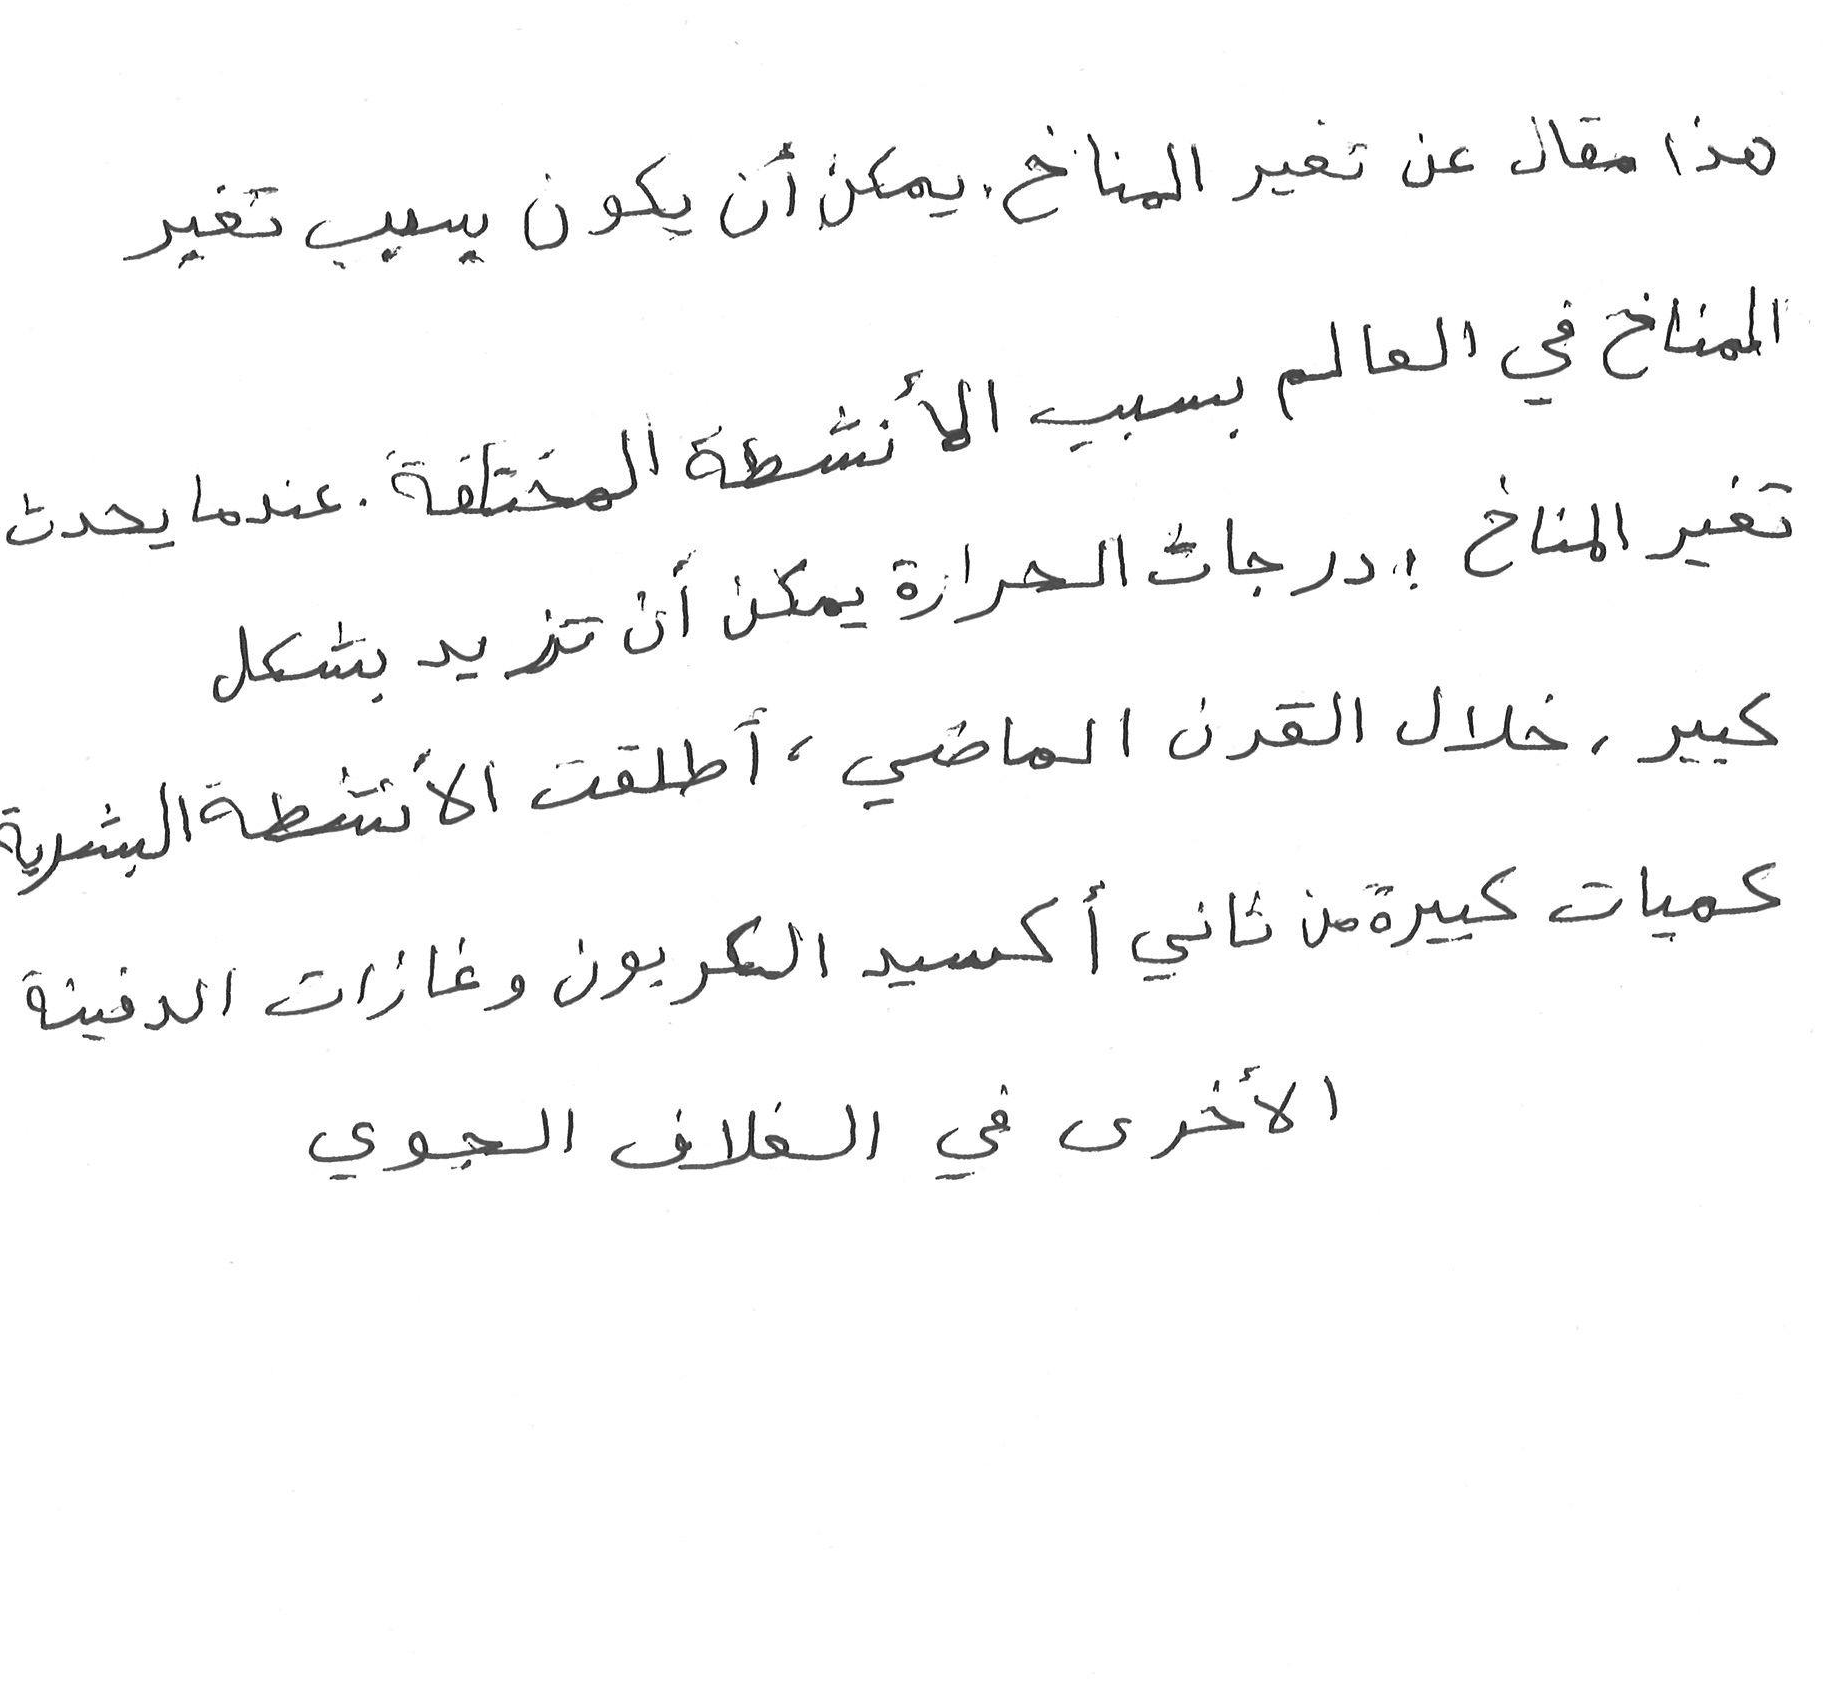 هذا مقال عن تغير المناخ. يمكن أن يكون يسبب تغير
المناخ في العالم بسبب الأنشطة المختلفة. عندما يحدث
تغير المناخ، درجات الحرارة يمكن أن تزيد بشكل
كبير. خلال القرن الماضي، أطلقت الأنشطة البشرية
كميات كبيرة من ثاني أكسيد الكربون وغازات الدفينة
الأخرى في الغلاف الجوي